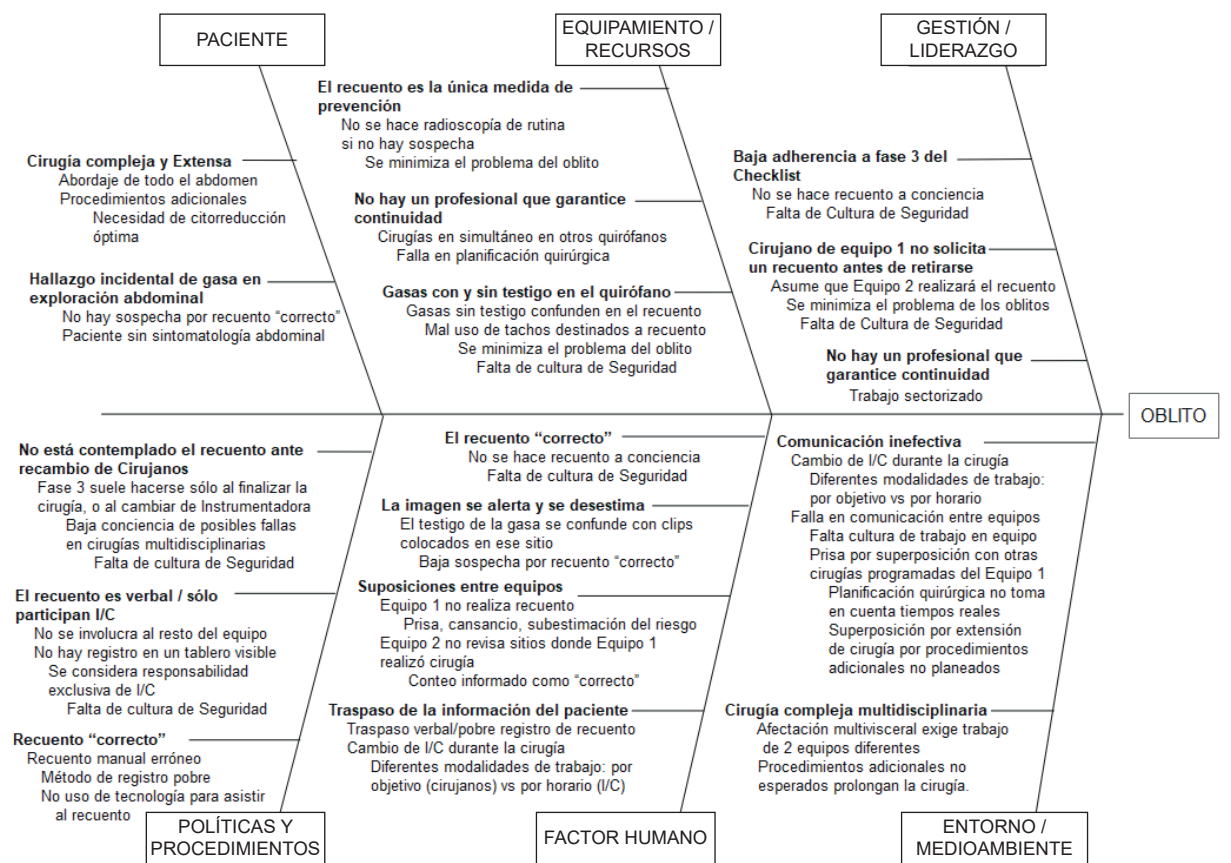 PACIENTE
Cirugía compleja y Extensa
Abordaje de todo el abdomen
Procedimientos adicionales
Necesidad de citorreducción
óptima
Hallazgo incidental de gasa en
exploración abdominal
No hay sospecha por recuento “correcto”
Paciente sin sintomatología abdominal
EQUIPAMIENTO /
RECURSOS
El recuento es la única medida de
prevención
No se hace radioscopía de rutina
si no hay sospecha
Se minimiza el problema del oblito
No hay un profesional que garantice
continuidad
Cirugías en simultáneo en otros quirófanos
Falla en planificación quirúrgica
Gasas con y sin testigo en el quirófano
Gasas sin testigo confunden en el recuento
Mal uso de tachos destinados a recuento
Se minimiza el problema del oblito
Falta de cultura de Seguridad
GESTIÓN /
LIDERAZGO
Baja adherencia a fase 3 del
Checklist
No se hace recuento a conciencia
Falta de Cultura de Seguridad
Cirujano de equipo 1 no solicita
un recuento antes de retirarse
Asume que Equipo 2 realizará el recuento
Se minimiza el problema de los oblitos
Falta de Cultura de Seguridad
No hay un profesional que
garantice continuidad
Trabajo sectorizado
OBLITO
No está contemplado el recuento ante
recambio de Cirujanos
Fase 3 suele hacerse sólo al finalizar la
cirugía, o al cambiar de Instrumentadora
Baja conciencia de posibles fallas
en cirugías multidisciplinarias
Falta de cultura de Seguridad
El recuento es verbal / sólo
participan I/C
No se involucra al resto del equipo
No hay registro en un tablero visible
Se considera responsabilidad
exclusiva de I/C
Falta de cultura de Seguridad
Recuento “correcto”
Recuento manual erróneo
Método de registro pobre
No uso de tecnología para asistir
al recuento
POLÍTICAS Y
PROCEDIMIENTOS
El recuento “correcto”
No se hace recuento a conciencia
Falta de cultura de Seguridad
La imagen se alerta y se desestima
El testigo de la gasa se confunde con clips
colocados en ese sitio
Baja sospecha por recuento “correcto”
Suposiciones entre equipos
Equipo 1 no realiza recuento
Prisa, cansancio, subestimación del riesgo
Equipo 2 no revisa sitios donde Equipo 1
realizó cirugía
Conteo informado como “correcto”
Traspaso de la información del paciente
Traspaso verbal/pobre registro de recuento
Cambio de I/C durante la cirugía
Diferentes modalidades de trabajo: por
objetivo (cirujanos) vs por horario (I/C)
FACTOR HUMANO
Comunicación inefectiva
Cambio de I/C durante la cirugía
Diferentes modalidades de trabajo:
por objetivo vs por horario
Falla en comunicación entre equipos
Falta cultura de trabajo en equipo
Prisa por superposición con otras
cirugías programadas del Equipo 1
Planificación quirúrgica no toma
en cuenta tiempos reales
Superposición por extensión
de cirugía por procedimientos
adicionales no planeados
Cirugía compleja multidisciplinaria
Afectación multivisceral exige trabajo
de 2 equipos diferentes
Procedimientos adicionales no
esperados prolongan la cirugía.
ENTORNO /
MEDIOAMBIENTE